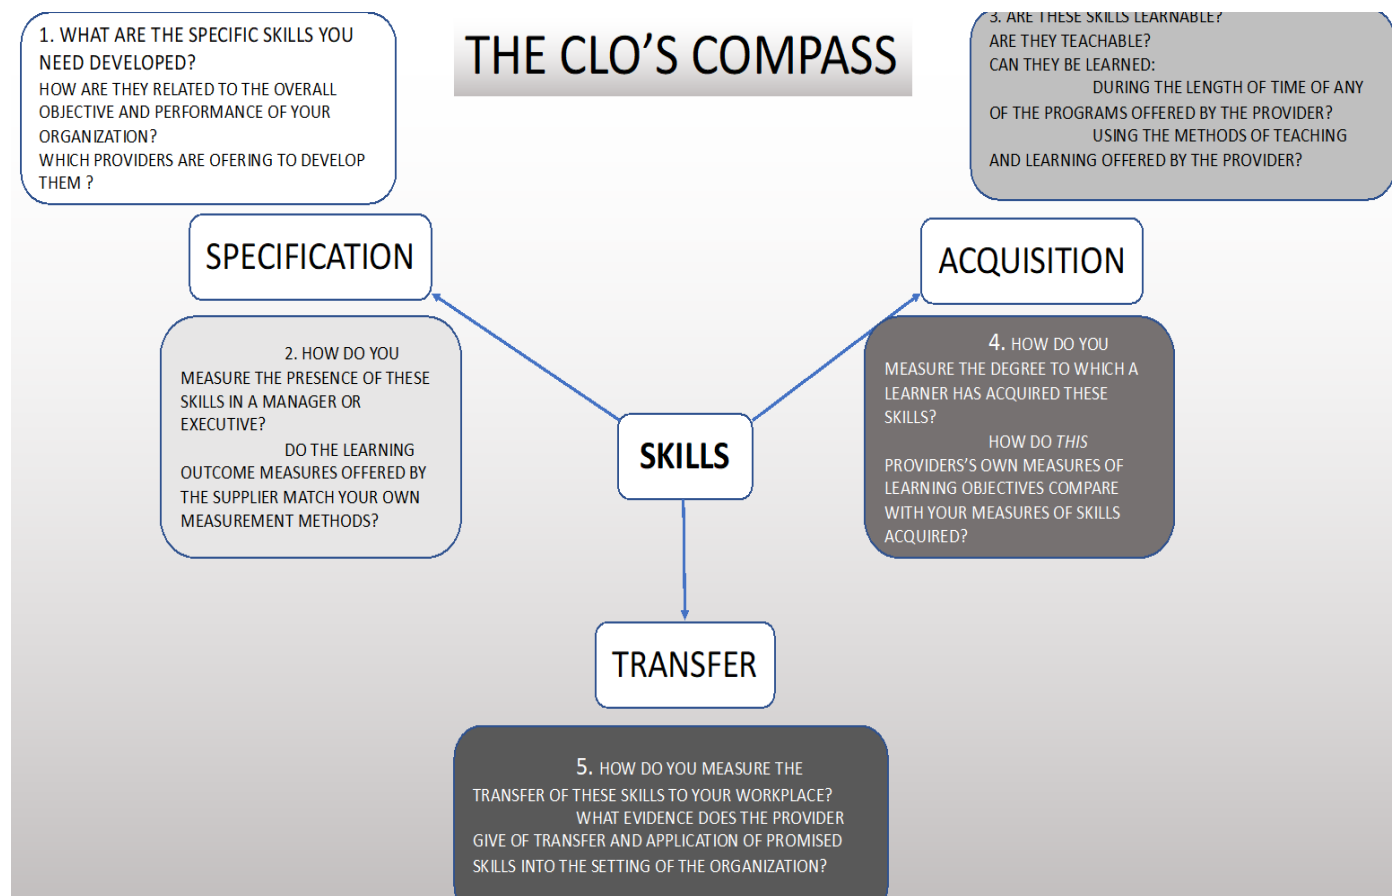 THE CLO’S COMPASS
1. WHAT ARE THE SPECIFIC SKILLS YOU
NEED DEVELOPED?
HOW ARE THEY RELATED TO THE OVERALL
OBJECTIVE AND PERFORMANCE OF YOUR
ORGANIZATION?
WHICH PROVIDERS ARE OFERING TO DEVELOP
THEM ?
SPECIFICATION
2. HOW DO YOU
MEASURE THE PRESENCE OF THESE
SKILLS IN A MANAGER OR
EXECUTIVE?
DO THE LEARNING
OUTCOME MEASURES OFFERED BY
THE SUPPLIER MATCH YOUR OWN
MEASUREMENT METHODS?
3. ARE THESE SKILLS LEARNABLE?
ARE THEY TEACHABLE?
CAN THEY BE LEARNED:
DURING THE LENGTH OF TIME OF ANY
OF THE PROGRAMS OFFERED BY THE PROVIDER?
USING THE METHODS OF TEACHING
AND LEARNING OFFERED BY THE PROVIDER?
ACQUISITION
4. HOW DO YOU
MEASURE THE DEGREE TO WHICH A
LEARNER HAS ACQUIRED THESE
SKILLS?
HOW DO THIS
PROVIDERS’S OWN MEASURES OF
LEARNING OBJECTIVES COMPARE
WITH YOUR MEASURES OF SKILLS
ACQUIRED?
SKILLS
TRANSFER
5. HOW DO YOU MEASURE THE
TRANSFER OF THESE SKILLS TO YOUR WORKPLACE?
WHAT EVIDENCE DOES THE PROVIDER
GIVE OF TRANSFER AND APPLICATION OF PROMISED
SKILLS INTO THE SETTING OF THE ORGANIZATION?